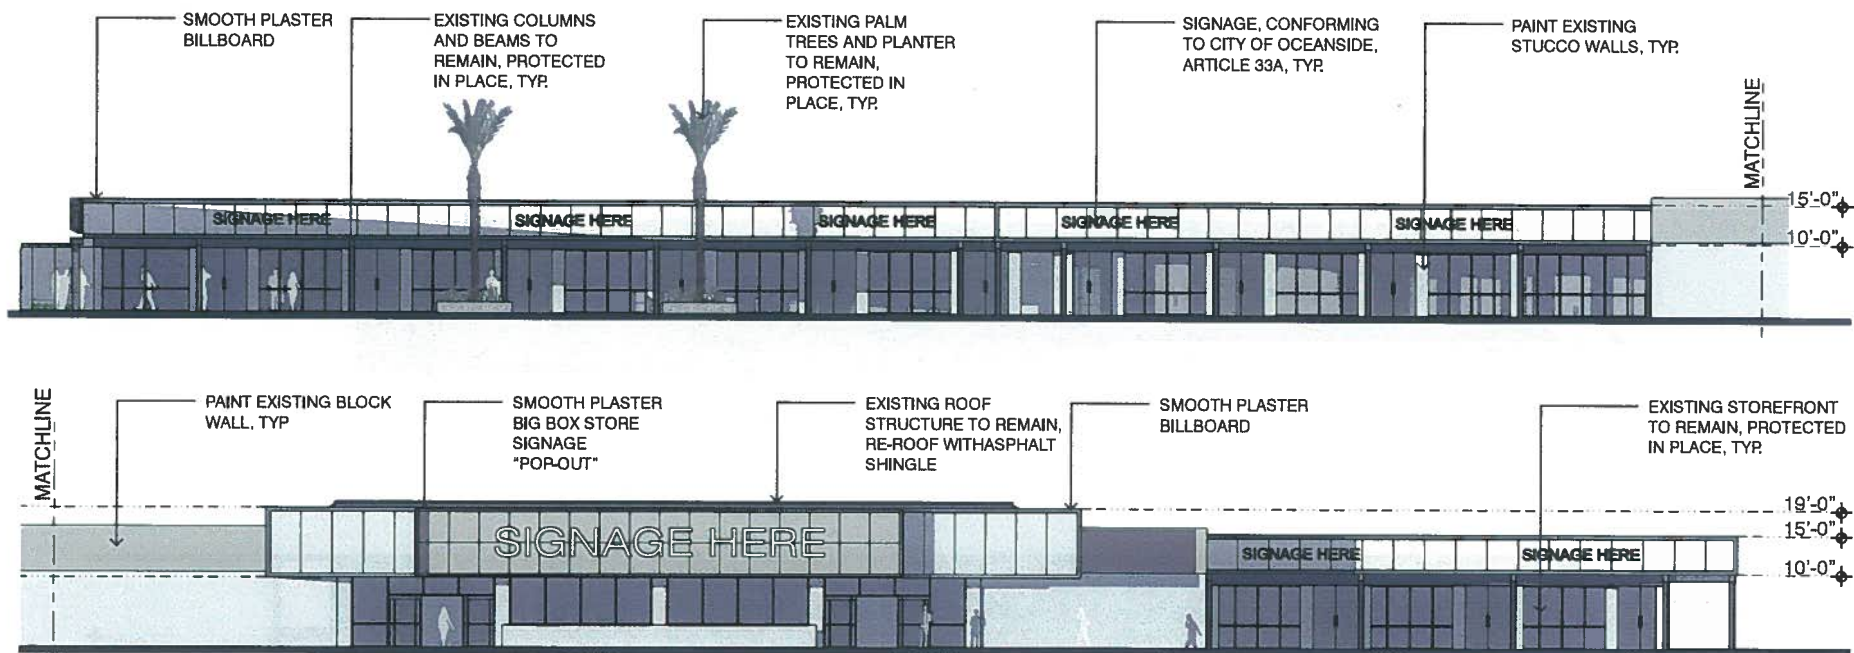 SMOOTH PLASTER
BILLBOARD
EXISTING COLUMNS
AND BEAMS TO
REMAIN, PROTECTED
IN PLACE, TYP.
EXISTING PALM
TREES AND PLANTER
TO REMAIN,
PROTECTED IN
PLACE, TYP.
SIGNAGE, CONFORMING
TO CITY OF OCEANSIDE,
ARTICLE 33A, TYP.
PAINT EXISTING
STUCCO WALLS, TYP.
MATCHLINE
15'-0"
10'-0"
SIGNAGE HERE
SIGNAGE HERE
SIGNAGE HERE
SIGNAGE HERE
SIGNAGE HERE
MATCHLINE
PAINT EXISTING BLOCK
WALL, TYP
SMOOTH PLASTER
BIG BOX STORE
SIGNAGE
"POP-OUT"
EXISTING ROOF
STRUCTURE TO REMAIN,
RE-ROOF WITHASPHALT
SHINGLE
SMOOTH PLASTER
BILLBOARD
EXISTING STOREFRONT
TO REMAIN, PROTECTED
IN PLACE, TYP.
19'-0"
15'-0"
10'-0"
SIGNAGE HERE
SIGNAGE HERE
SIGNAGE HERE